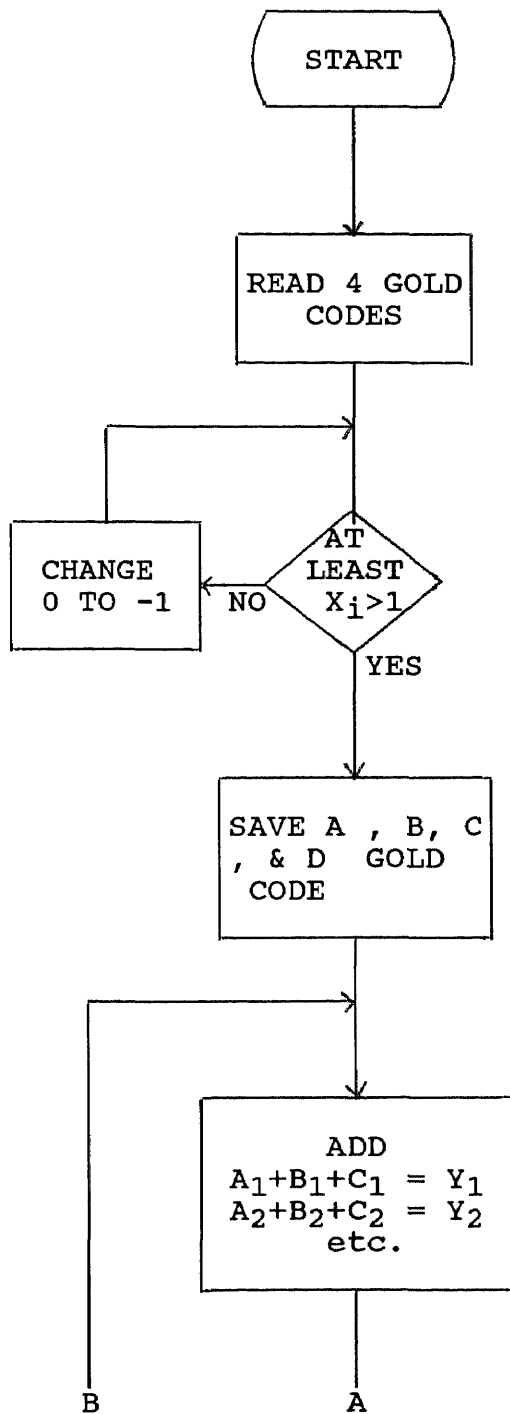 START
READ 4 GOLD
CODES
AT
LEAST
Xi>1
NO
CHANGE
0 TO -1
YES
SAVE A , B, C
, & D GOLD
CODE
ADD
A1+B1+C1 = Y1
A2+B2+C2 = Y2
etc.
B
A